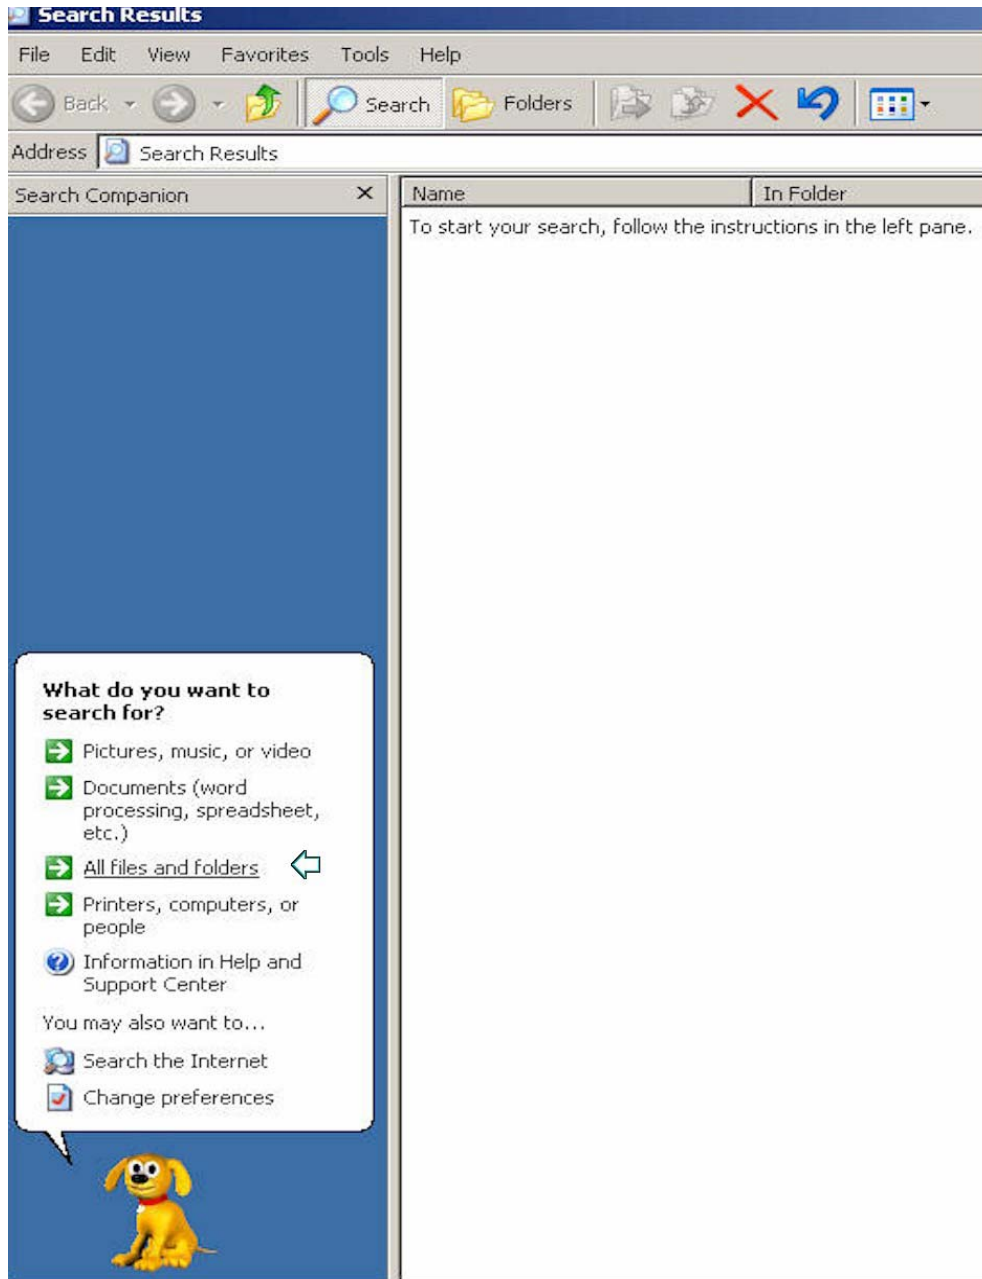 Search Results
File Edit View Favorites Tools Help
Back Search Folders
Address Search Results
Search Companion
Name In Folder
To start your search, follow the instructions in the left pane.
What do you want to
search for?
Pictures, music, or video
Documents (word
processing, spreadsheet,
etc.)
All files and folders
Printers, computers, or
people
Information in Help and
Support Center
You may also want to...
Search the Internet
Change preferences